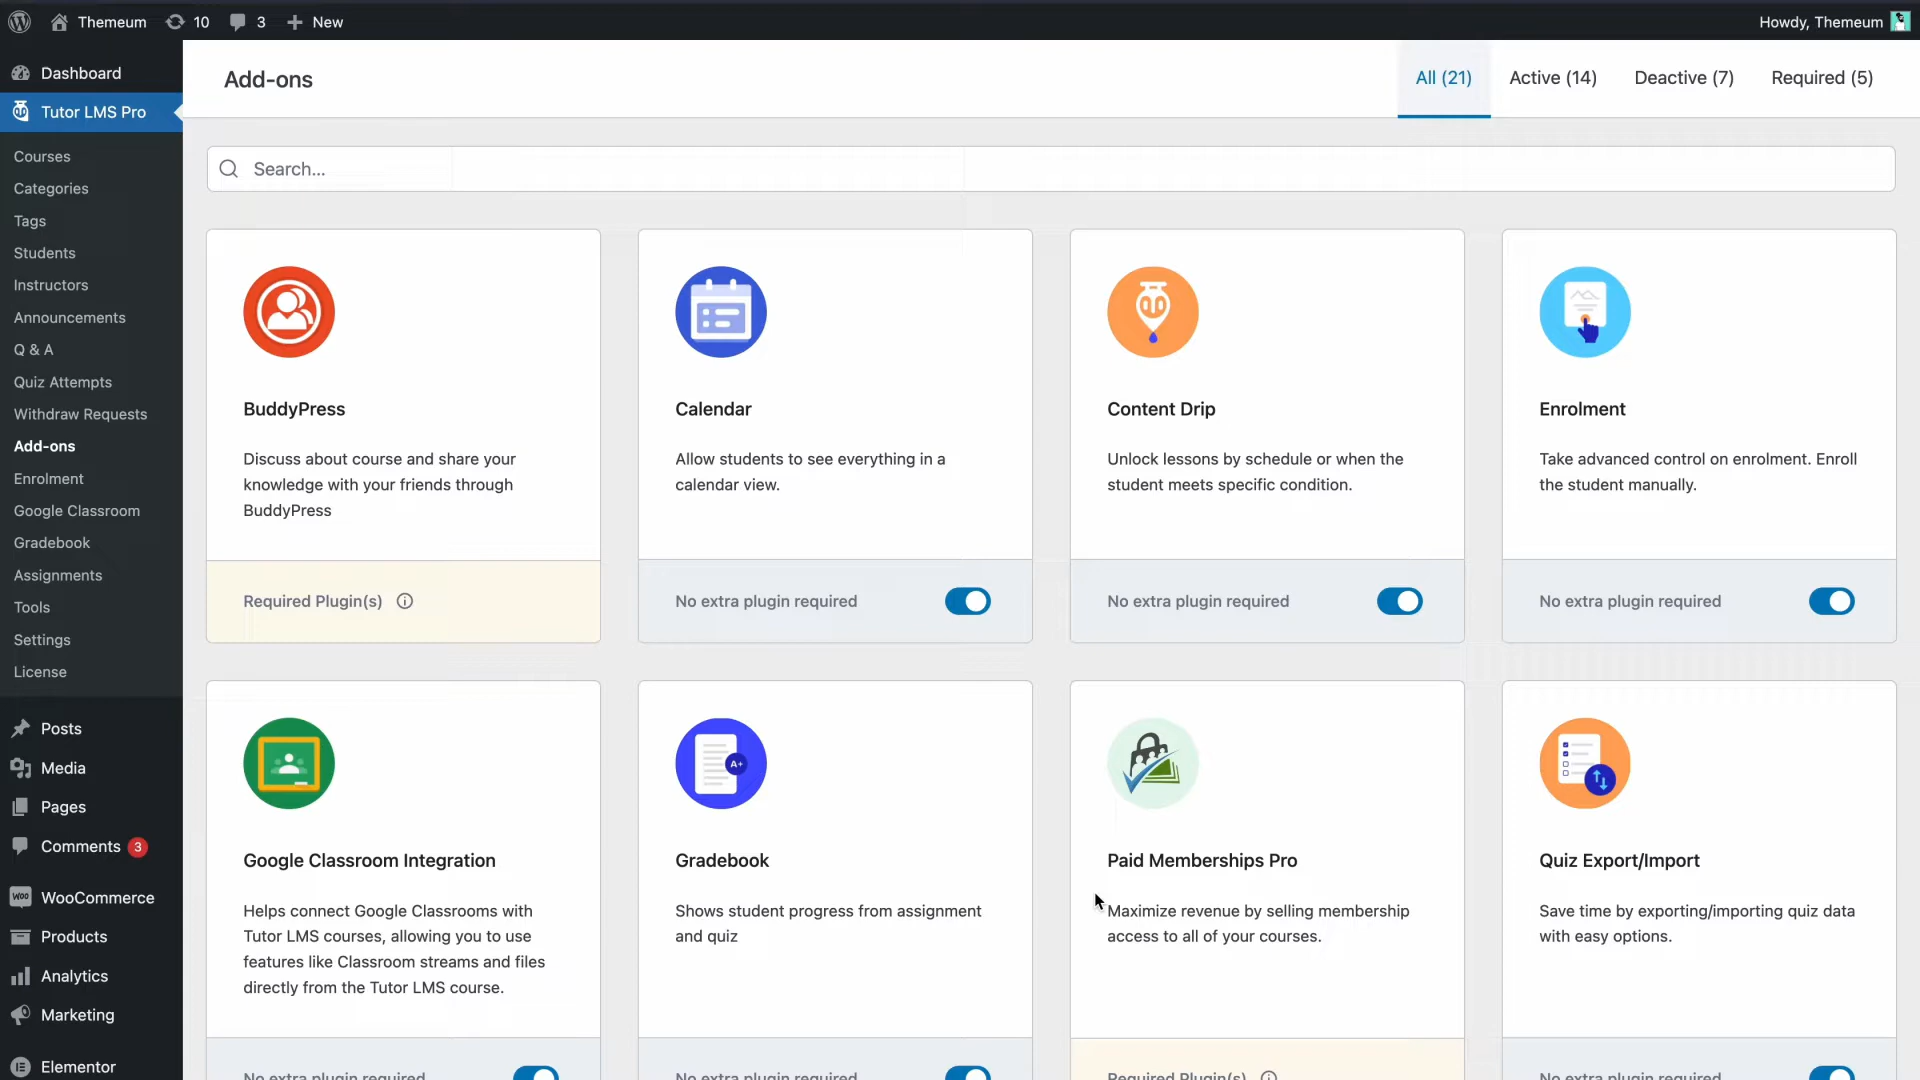 Themeum 10 3 New
Howdy, Themeum
Dashboard
Tutor LMS Pro
Courses
Categories
Tags
Students
Instructors
Announcements
Q & A
Quiz Attempts
Withdraw Requests
Add-ons
Enrolment
Google Classroom
Gradebook
Assignments
Tools
Settings
License
Posts
Media
Pages
Comments 3
WooCommerce
Products
Analytics
Marketing
Elementor
Add-ons
All (21) Active (14) Deactive (7) Required (5)
Search...
BuddyPress
Discuss about course and share your
knowledge with your friends through
BuddyPress
Required Plugin(s)
Calendar
Allow students to see everything in a
calendar view.
No extra plugin required
Content Drip
Unlock lessons by schedule or when the
student meets specific condition.
No extra plugin required
Enrolment
Take advanced control on enrolment. Enroll
the student manually.
No extra plugin required
Google Classroom Integration
Helps connect Google Classrooms with
Tutor LMS courses, allowing you to use
features like Classroom streams and files
directly from the Tutor LMS course.
No extra plugin required
Gradebook
Shows student progress from assignment
and quiz
No extra plugin required
Paid Memberships Pro
Maximize revenue by selling membership
access to all of your courses.
Required Plugin(s)
A+
Quiz Export/Import
Save time by exporting/importing quiz data
with easy options.
No extra plugin required